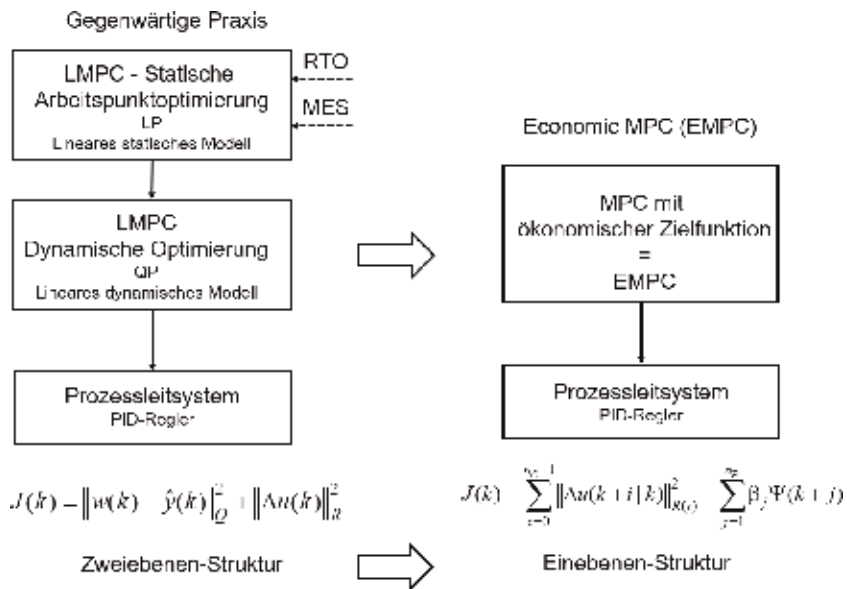 Gegenwärtige Praxis
LMPC - Statische
Arbeitspunktoptimierung
LP
Lineares statisches Modell
RTO
MES
LMPC
Dynamische Optimierung
QP
Lineares dynamisches Modell
Prozessleitsystem
PID-Regler
Economic MPC (EMPC)
MPC mit
ökonomischer Zielfunktion
=
EMPC
Prozessleitsystem
PID-Regler
Zweiebenen-Struktur
Einebenen-Struktur